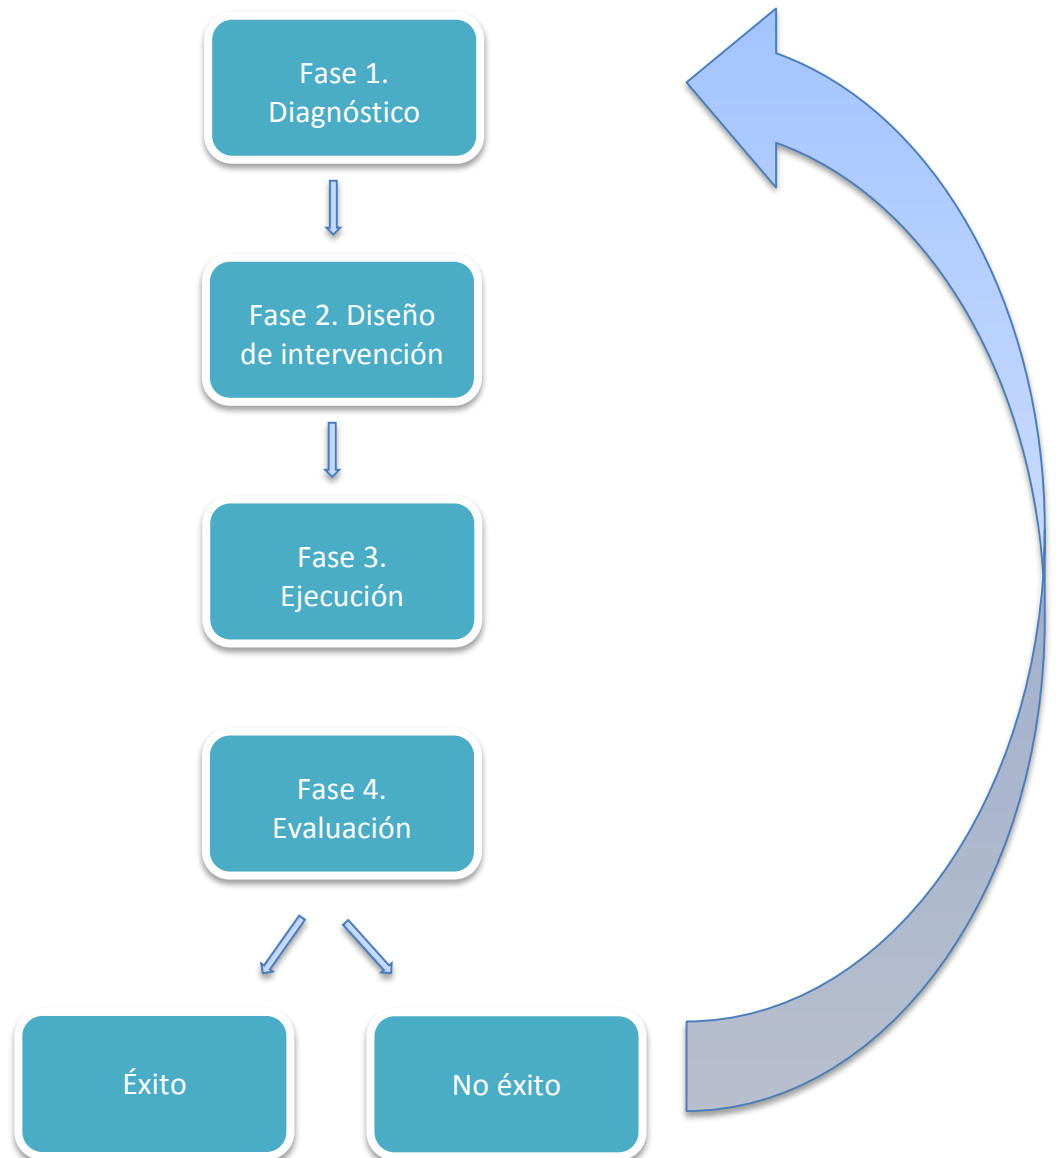 Fase 1.
Diagnóstico
Fase 2. Diseño
de intervención
Fase 3.
Ejecución
Fase 4.
Evaluación
Éxito
No éxito